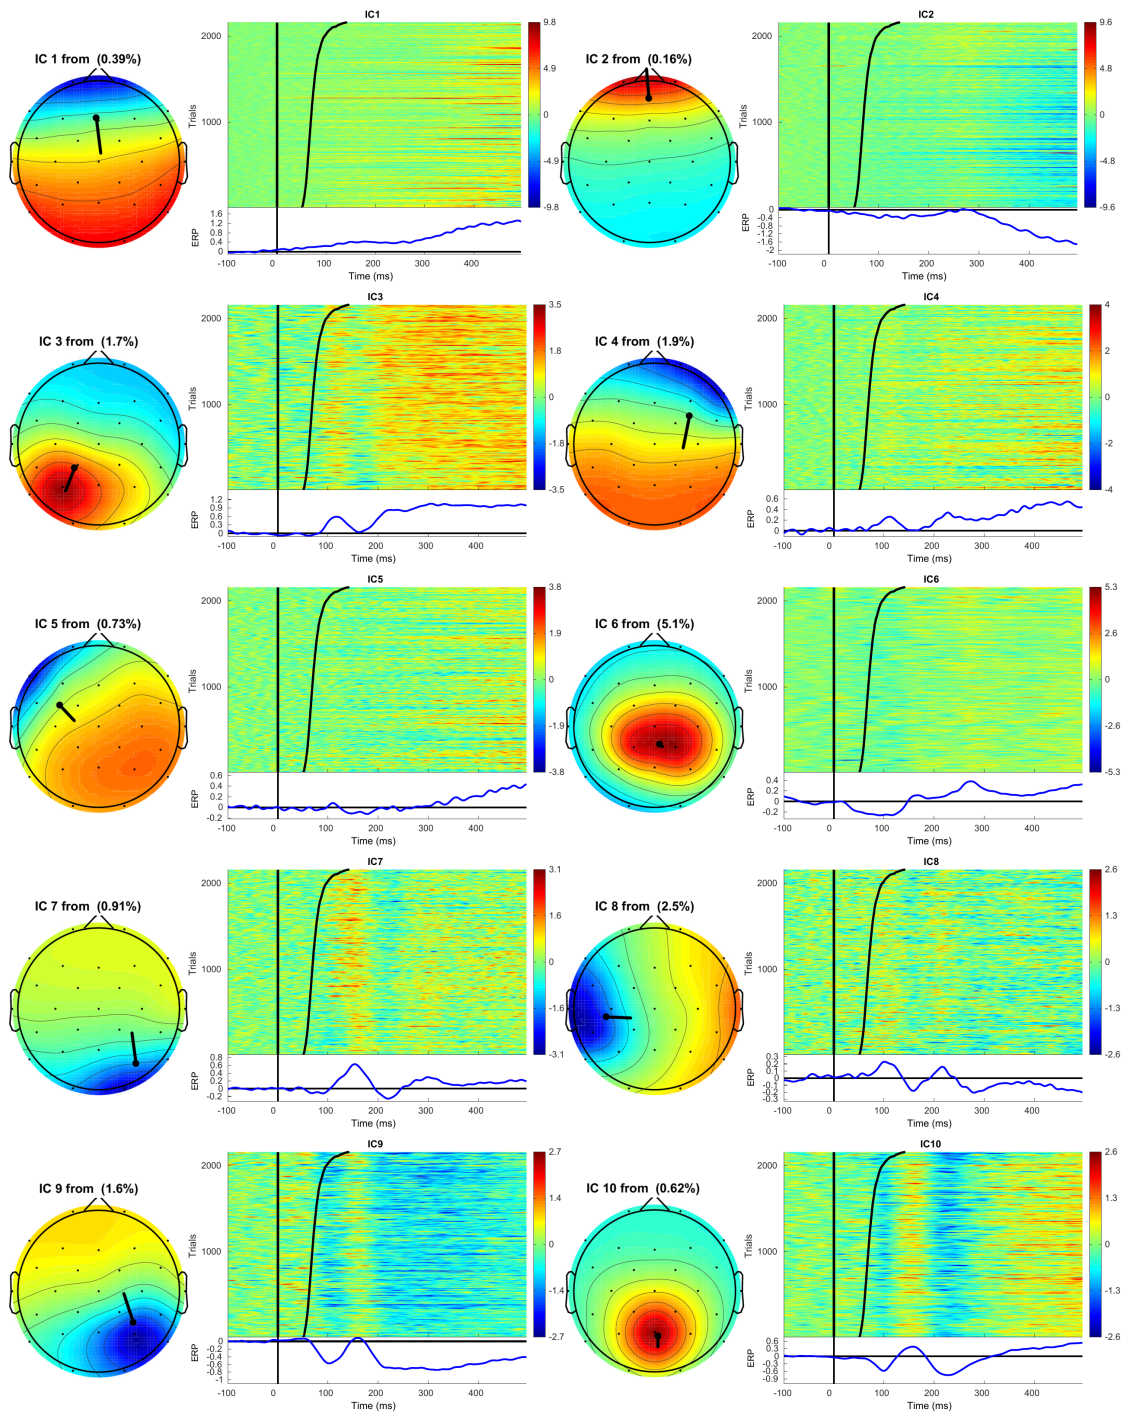 IC1
IC 1 from (0.39%)
Trials
2000
1000
9.8
4.9
0
-4.9
-9.8
ERP
1.6
1.2
0.8
0.4
0
-100 0 100 200 300 400
Time (ms)
IC2
IC 2 from (0.16%)
Trials
2000
1000
9.6
4.8
0
-4.8
-9.6
ERP
0
-0.4
-0.8
-1.2
-1.6
-2
-100 0 100 200 300 400
Time (ms)
IC3
IC 3 from (1.7%)
Trials
2000
1000
3.5
1.8
0
-1.8
-3.5
ERP
1.2
0.9
0.6
0.3
0
-100 0 100 200 300 400
Time (ms)
IC4
IC 4 from (1.9%)
Trials
2000
1000
4
2
0
-2
-4
ERP
0.6
0.4
0.2
0
-100 0 100 200 300 400
Time (ms)
IC5
IC 5 from (0.73%)
Trials
2000
1000
3.8
1.9
0
-1.9
-3.8
ERP
0.6
0.4
0.2
0
-0.2
-100 0 100 200 300 400
Time (ms)
IC6
IC 6 from (5.1%)
Trials
2000
1000
5.3
2.6
0
-2.6
-5.3
ERP
0.4
0.2
0
-0.2
-100 0 100 200 300 400
Time (ms)
IC7
IC 7 from (0.91%)
Trials
2000
1000
3.1
1.6
0
-1.6
-3.1
ERP
0.8
0.6
0.4
0.2
0
-0.2
-100 0 100 200 300 400
Time (ms)
IC8
IC 8 from (2.5%)
Trials
2000
1000
2.6
1.3
0
-1.3
-2.6
ERP
0.3
0.2
0.1
0
-0.1
-0.2
-0.3
-100 0 100 200 300 400
Time (ms)
IC9
IC 9 from (1.6%)
Trials
2000
1000
2.7
1.4
0
-1.4
-2.7
ERP
0
-0.2
-0.4
-0.6
-0.8
-1
-100 0 100 200 300 400
Time (ms)
IC10
IC 10 from (0.62%)
Trials
2000
1000
2.6
1.3
0
-1.3
-2.6
ERP
0.6
0.3
0
-0.3
-0.6
-0.9
-100 0 100 200 300 400
Time (ms)